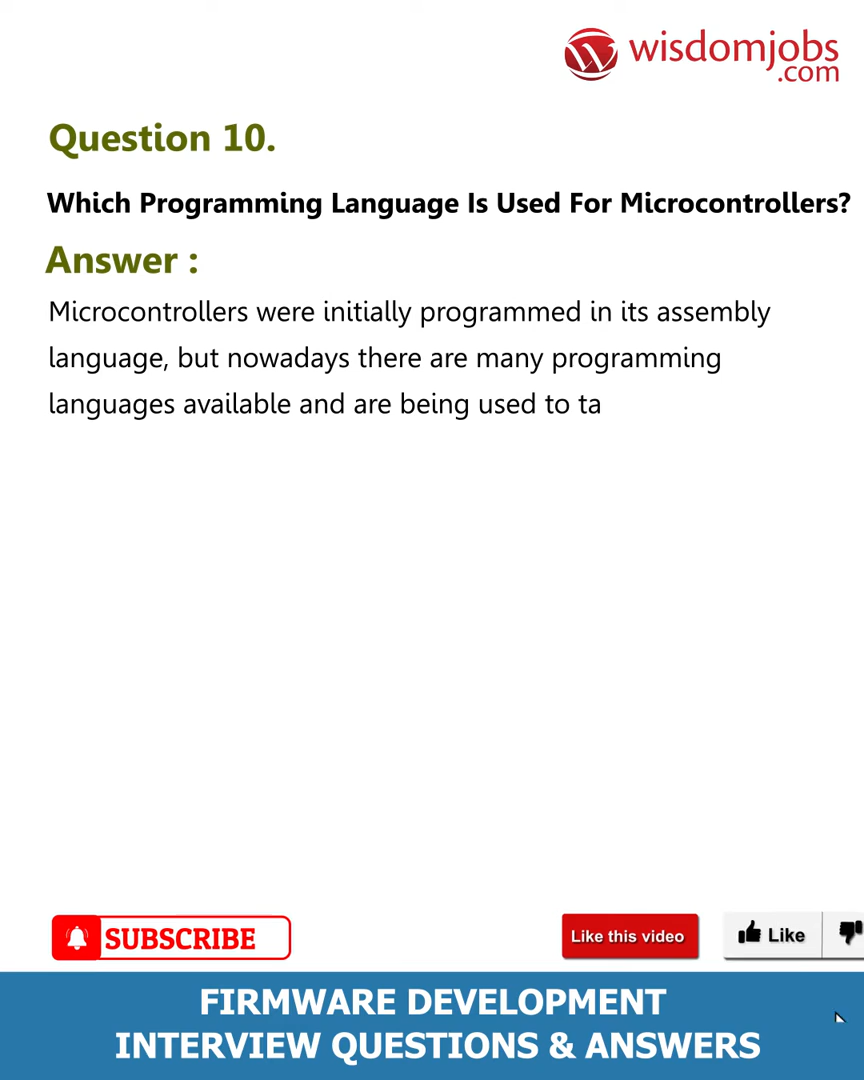 wisdomjobs
.com
Question 10.
Which Programming Language Is Used For Microcontrollers?
Answer :
Microcontrollers were initially programmed in its assembly
language, but nowadays there are many programming
languages available and are being used to ta
SUBSCRIBE
Like this video
Like
FIRMWARE DEVELOPMENT
INTERVIEW QUESTIONS & ANSWERS